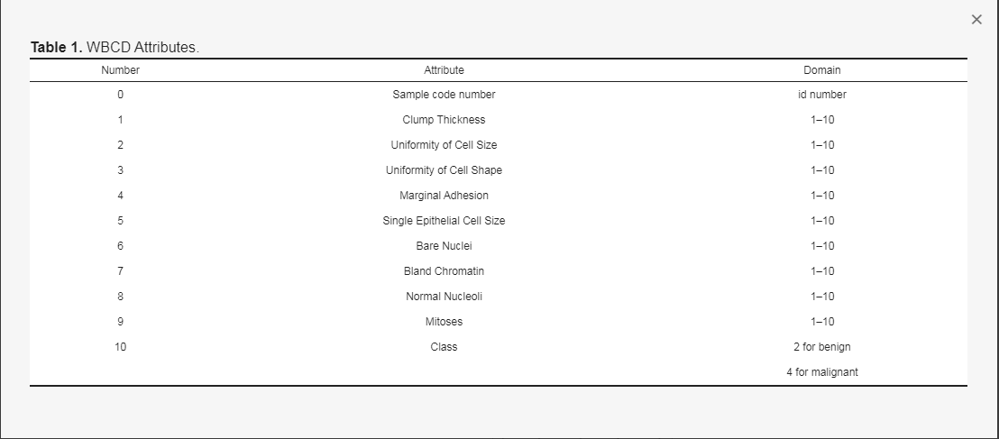 Table 1. WBCD Attributes.
Number Attribute Domain
0 Sample code number id number
1 Clump Thickness 1–10
2 Uniformity of Cell Size 1–10
3 Uniformity of Cell Shape 1–10
4 Marginal Adhesion 1–10
5 Single Epithelial Cell Size 1–10
6 Bare Nuclei 1–10
7 Bland Chromatin 1–10
8 Normal Nucleoli 1–10
9 Mitoses 1–10
10 Class 2 for benign
4 for malignant